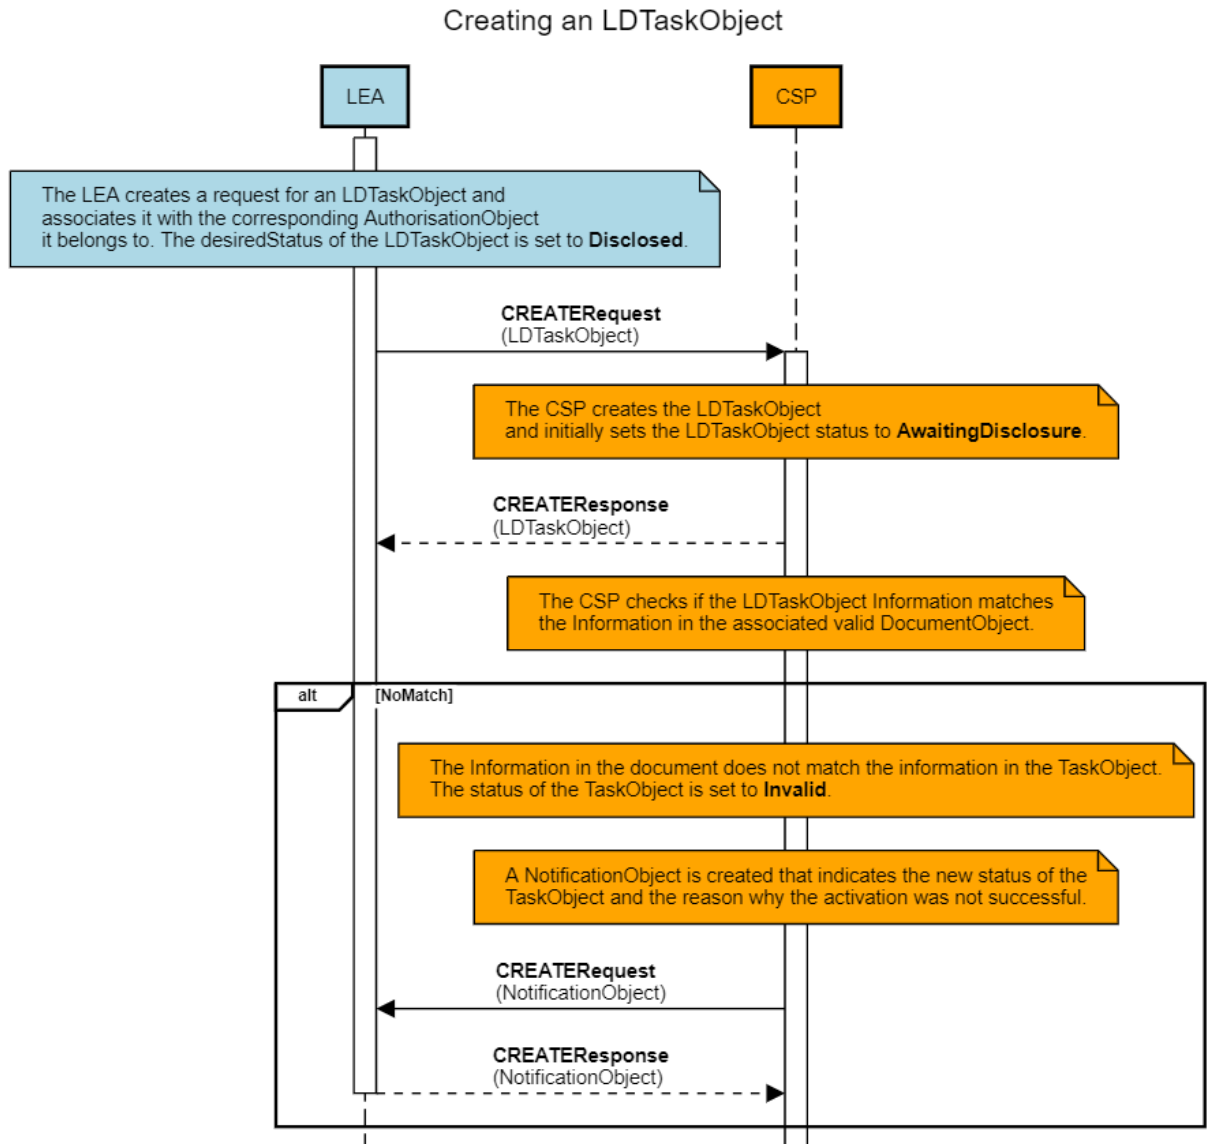 Creating an LDTaskObject
LEA
CSP
The LEA creates a request for an LDTaskObject and
associates it with the corresponding AuthorisationObject
it belongs to. The desiredStatus of the LDTaskObject is set to Disclosed.
CREATERequest
(LDTaskObject)
The CSP creates the LDTaskObject
and initially sets the LDTaskObject status to AwaitingDisclosure.
CREATEResponse
(LDTaskObject)
The CSP checks if the LDTaskObject Information matches
the Information in the associated valid DocumentObject.
alt
[NoMatch]
The Information in the document does not match the information in the TaskObject.
The status of the TaskObject is set to Invalid.
A NotificationObject is created that indicates the new status of the
TaskObject and the reason why the activation was not successful.
CREATERequest
(NotificationObject)
CREATEResponse
(NotificationObject)